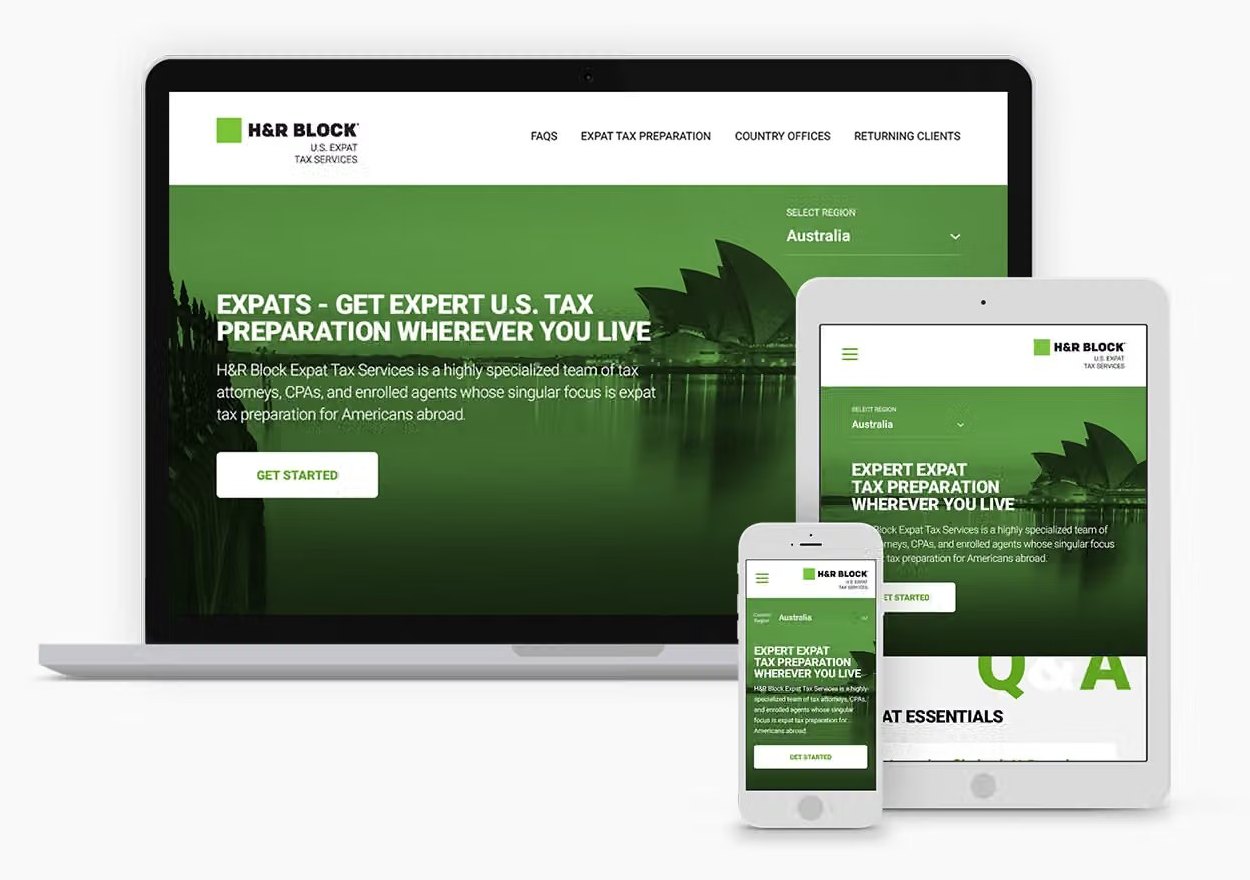 H&R BLOCK
U.S. EXPAT
TAX SERVICES
FAQS
EXPAT TAX PREPARATION
COUNTRY OFFICES
RETURNING CLIENTS
SELECT REGION
Australia
EXPATS - GET EXPERT U.S. TAX
PREPARATION WHEREVER YOU LIVE
H&R Block Expat Tax Services is a highly specialized team of tax
attorneys, CPAs, and enrolled agents whose singular focus is expat
tax preparation for Americans abroad.
GET STARTED
H&R BLOCK
U.S. EXPAT
TAX SERVICES
SELECT REGION
Australia
EXPERT EXPAT
TAX PREPARATION
WHEREVER YOU LIVE
Block Expat Tax Services is a highly specialized team of
CPAs, and enrolled agents whose singular focus
tax preparation for Americans abroad.
STARTED
Q&A
ESSENTIALS
H&R BLOCK
U.S. EXPAT
TAX SERVICES
Country
Region
Australia
EXPERT EXPAT
TAX PREPARATION
WHEREVER YOU LIVE
H&R Block Expat Tax Services is a highly
specialized team of tax attorneys, CPAs,
and enrolled agents whose singular
focus is expat tax preparation for
Americans abroad.
GET STARTED